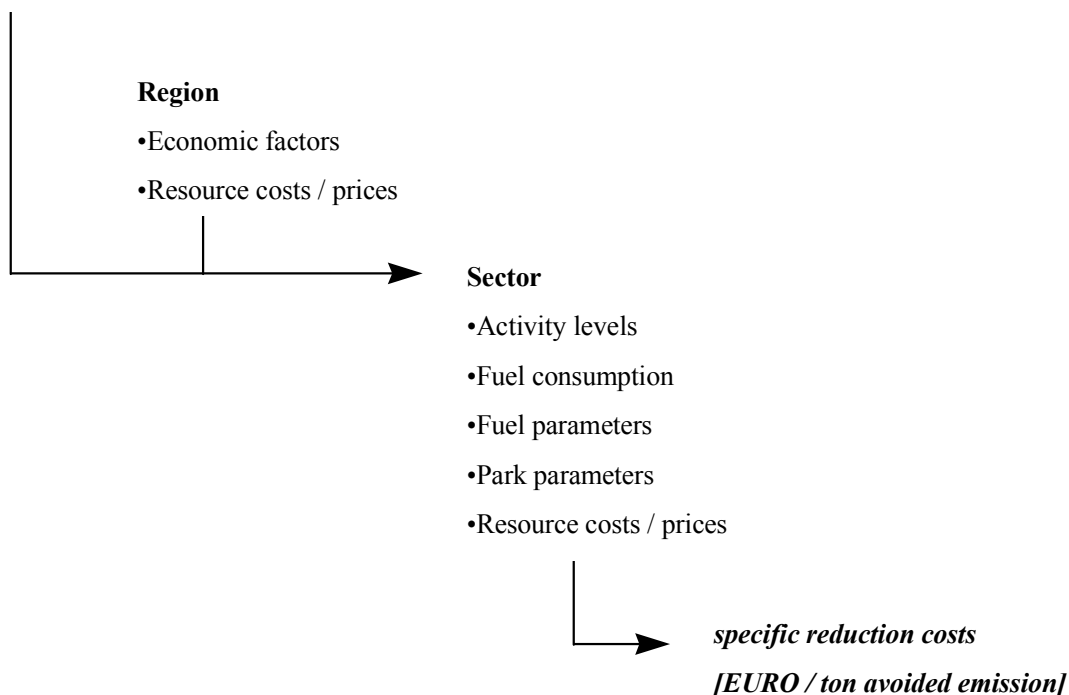 Region
•Economic factors
•Resource costs / prices
Sector
•Activity levels
•Fuel consumption
•Fuel parameters
•Park parameters
•Resource costs / prices
specific reduction costs
[EURO / ton avoided emission]